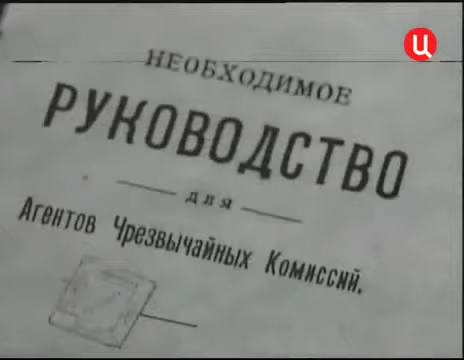 Ц
НЕОБХОДИМОЕ
РУКОВОДСТВО
для
Агентов Чрезвычайных Комиссий.